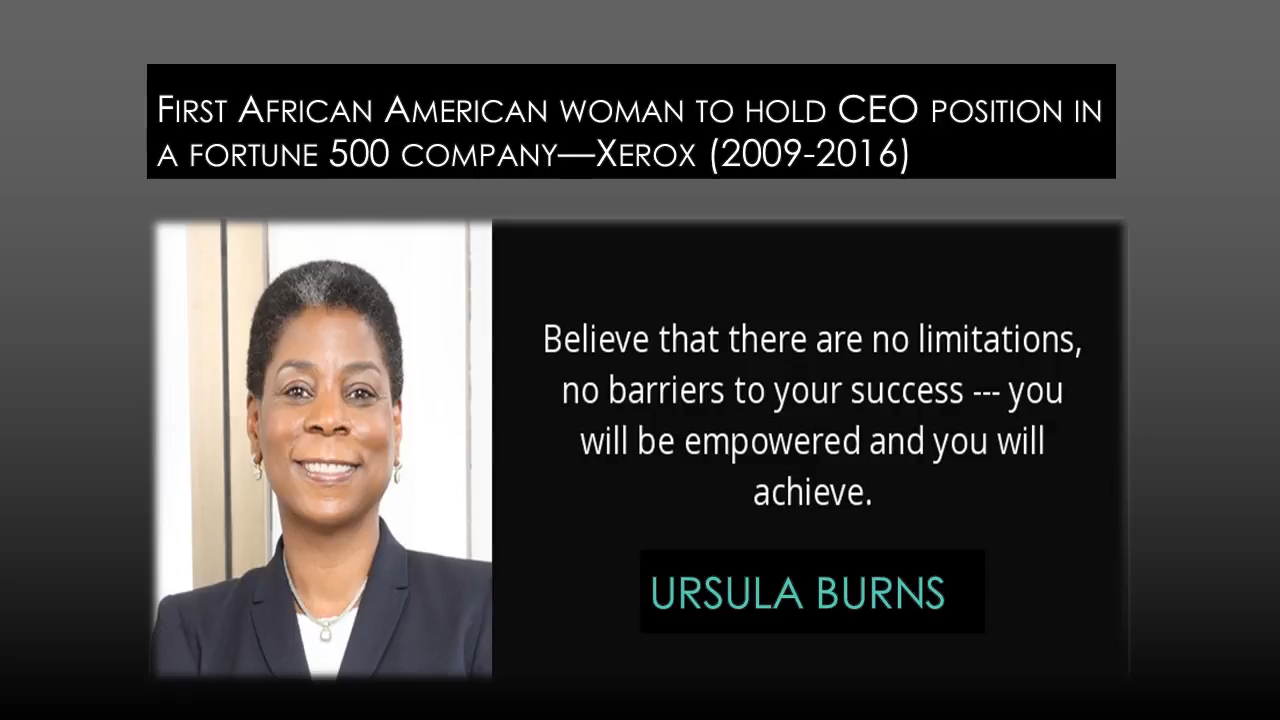 First African American woman to hold CEO position in
a fortune 500 company—Xerox (2009-2016)
Believe that there are no limitations,
no barriers to your success --- you
will be empowered and you will
achieve.
URSULA BURNS